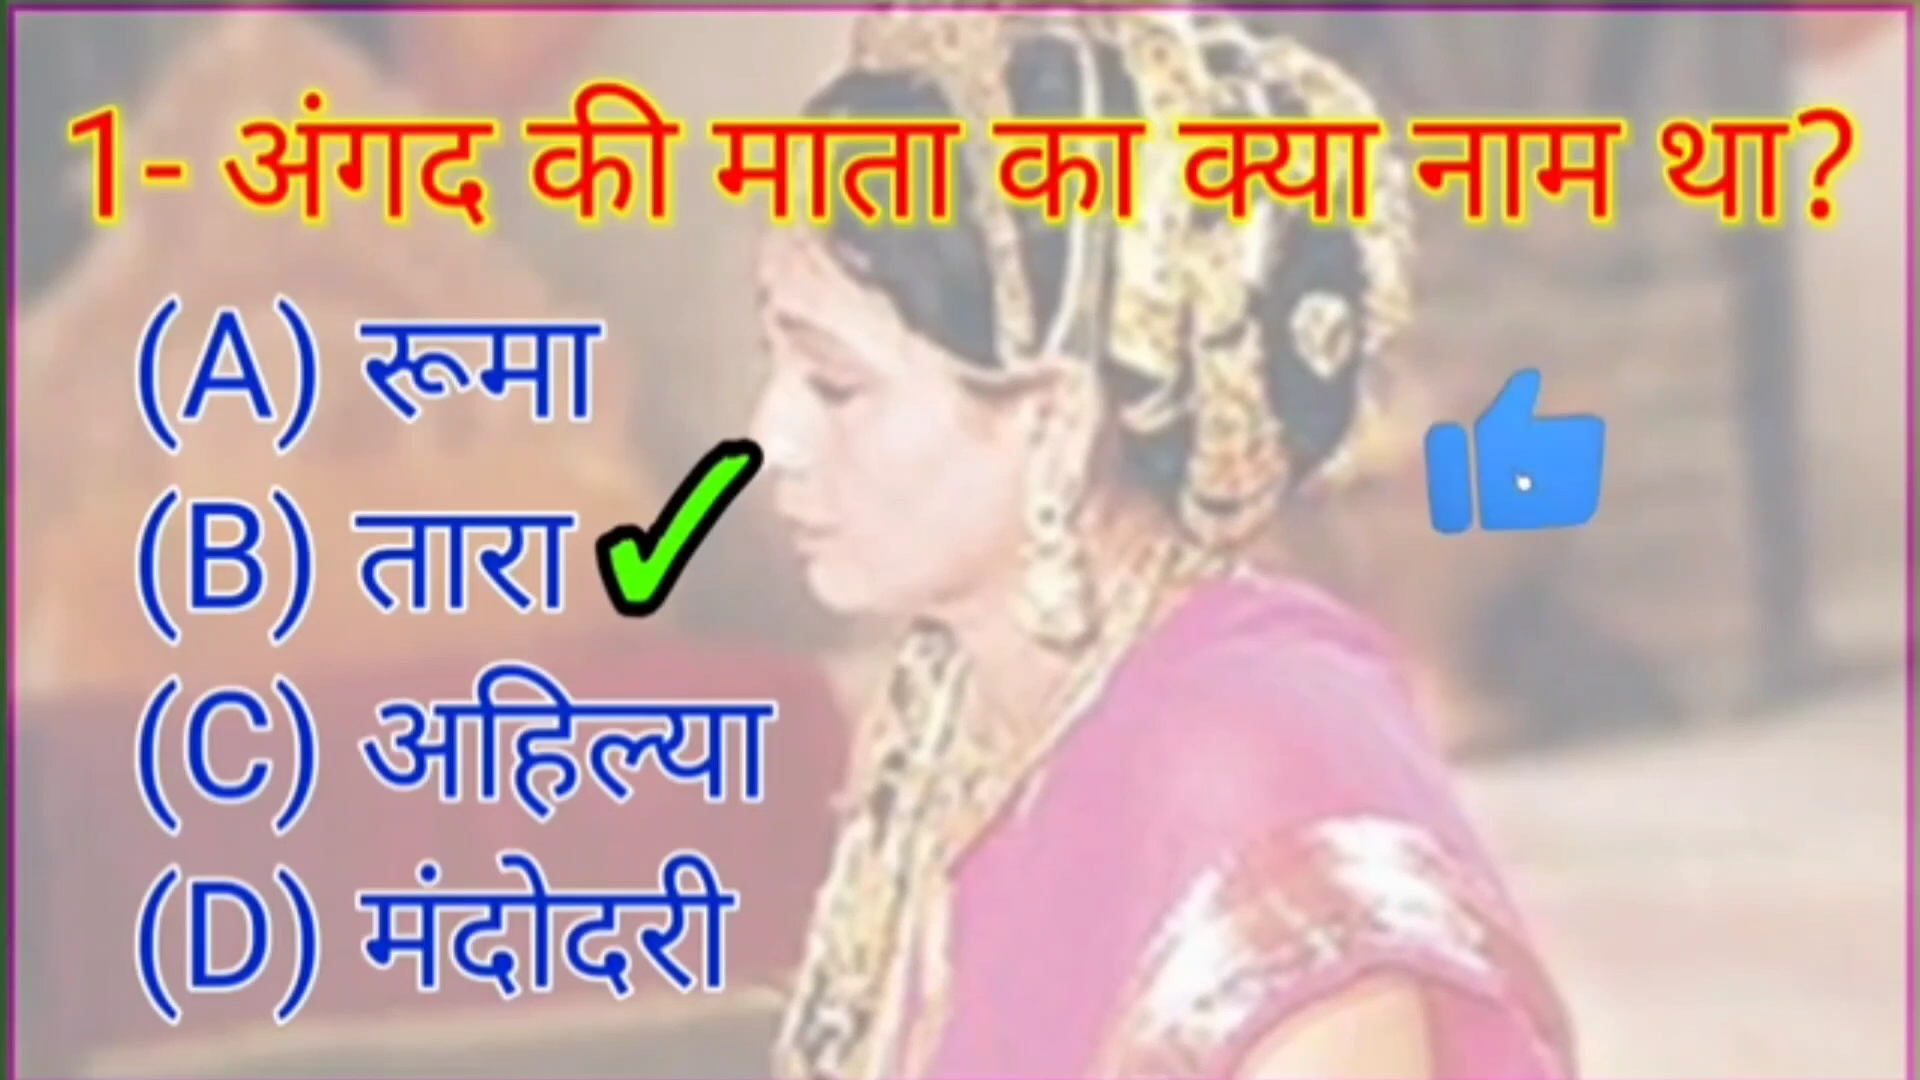 1- अंगद की माता का क्या नाम था?
(A) रूमा
(B) तारा
(C) अहिल्या
(D) मंदोदरी